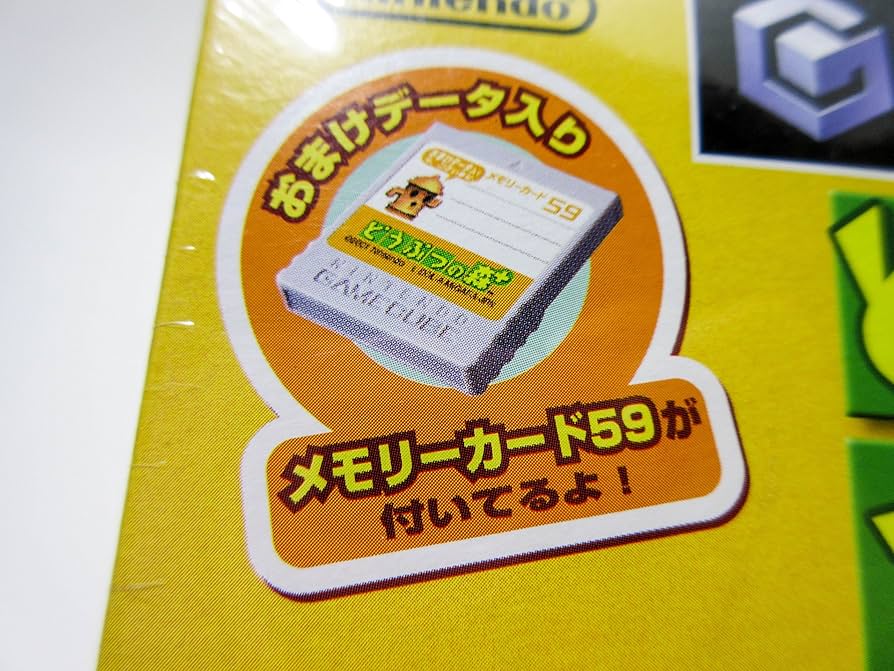 Nintendo
おまけデータ入り
メモリーカード59
どうぶつの森+
NINTENDO
GAMECUBE
メモリーカード59が
付いてるよ!